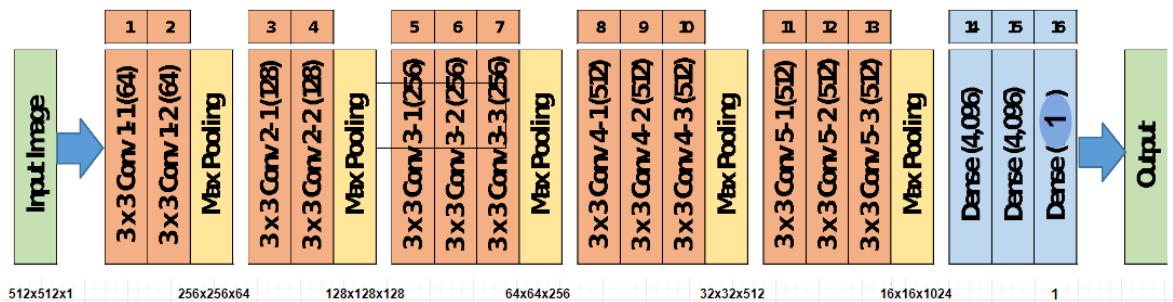 1 2 3 4 5 6 7 8 9 10 11 12 13 14 15 16
Input Image
3 x 3 Conv 1-1(64)
3 x 3 Conv 1-2 (64)
Max Pooling
3 x 3 Conv 2-1(128)
3 x 3 Conv 2-2 (128)
Max Pooling
3 x 3 Conv 3-1(256)
3 x 3 Conv 3-2 (256)
3 x 3 Conv 3-3 (256)
Max Pooling
3 x 3 Conv 4-1 (512)
3 x 3 Conv 4-2 (512)
3 x 3 Conv 4-3 (512)
Max Pooling
3 x 3 Conv 5-1 (512)
3 x 3 Conv 5-2 (512)
3 x 3 Conv 5-3 (512)
Max Pooling
Dense (4,096)
Dense (4,096)
Dense ( 1 )
Output
512x512x1 256x256x64 128x128x128 64x64x256 32x32x512 16x16x1024 1